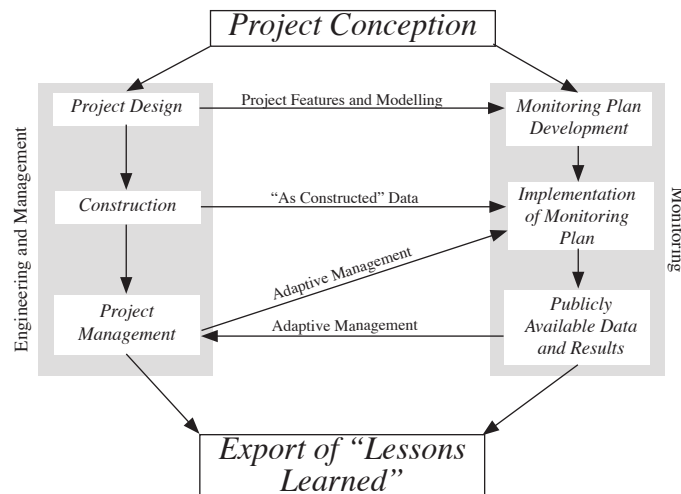 Project Conception
Project Design
Project Features and Modelling
Monitoring Plan
Development
Engineering and Management
Construction
"As Constructed" Data
Implementation
of Monitoring
Plan
Monitoring
Adaptive Management
Project
Management
Adaptive Management
Publicly
Available Data
and Results
Export of “Lessons
Learned”